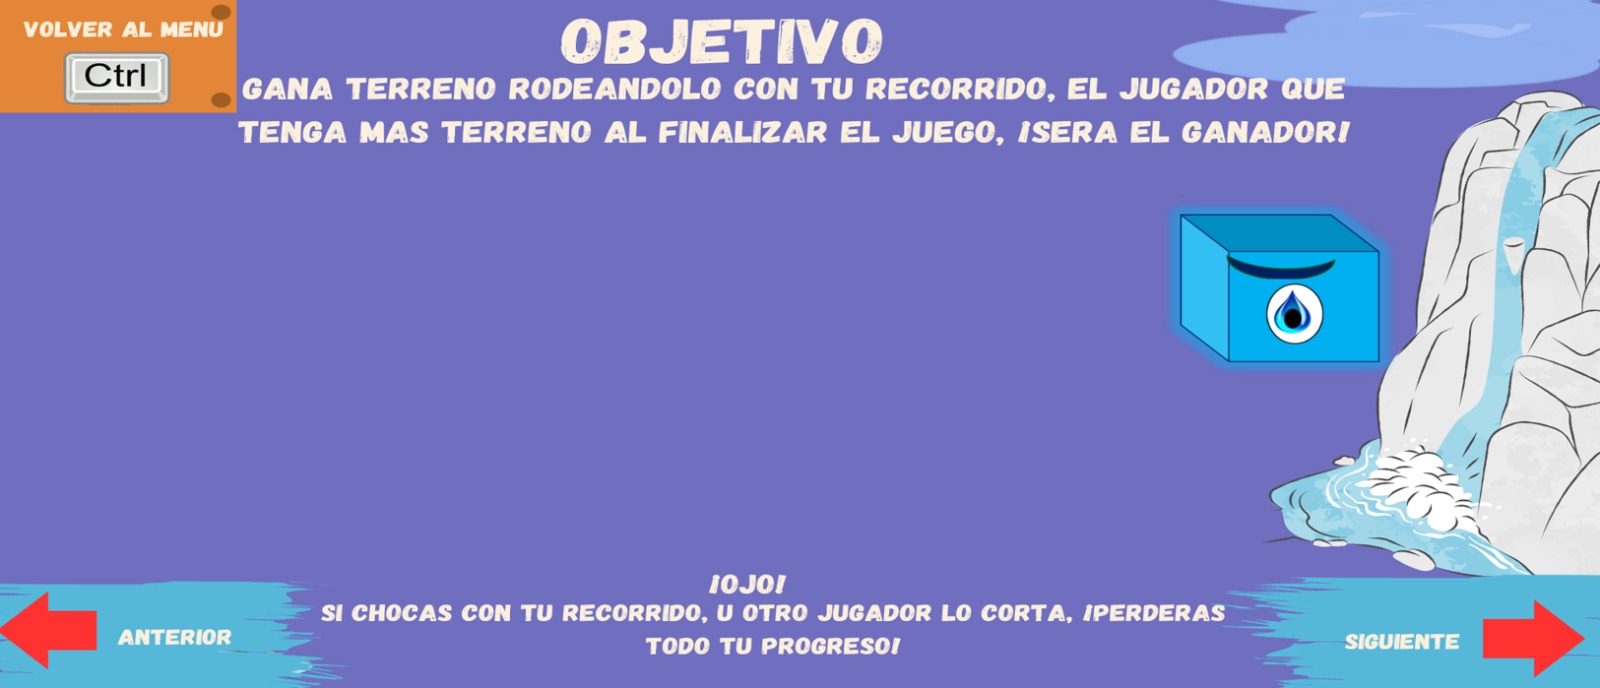 VOLVER AL MENU
Ctrl
OBJETIVO
GANA TERRENO RODEANDOLO CON TU RECORRIDO, EL JUGADOR QUE
TENGA MAS TERRENO AL FINALIZAR EL JUEGO, ¡SERA EL GANADOR!
¡OJO!
SI CHOCAS CON TU RECORRIDO, U OTRO JUGADOR LO CORTA, ¡PERDERAS
TODO TU PROGRESO!
ANTERIOR
SIGUIENTE